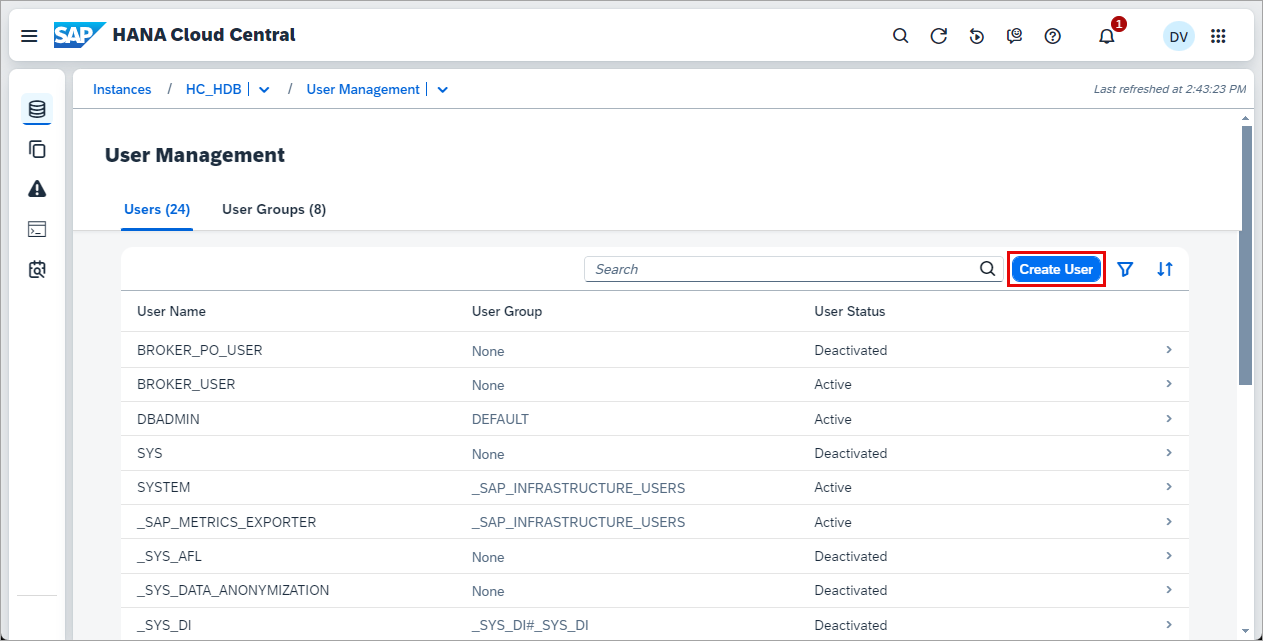 SAP HANA Cloud Central
1
DV
Instances / HC_HDB | / User Management |
Last refreshed at 2:43:23 PM
User Management
Users (24) User Groups (8)
Search Create User
User Name User Group User Status
BROKER_PO_USER None Deactivated
BROKER_USER None Active
DBADMIN DEFAULT Active
SYS None Deactivated
SYSTEM _SAP_INFRASTRUCTURE_USERS Active
_SAP_METRICS_EXPORTER _SAP_INFRASTRUCTURE_USERS Active
_SYS_AFL None Deactivated
_SYS_DATA_ANONYMIZATION None Deactivated
_SYS_DI _SYS_DI#_SYS_DI Deactivated